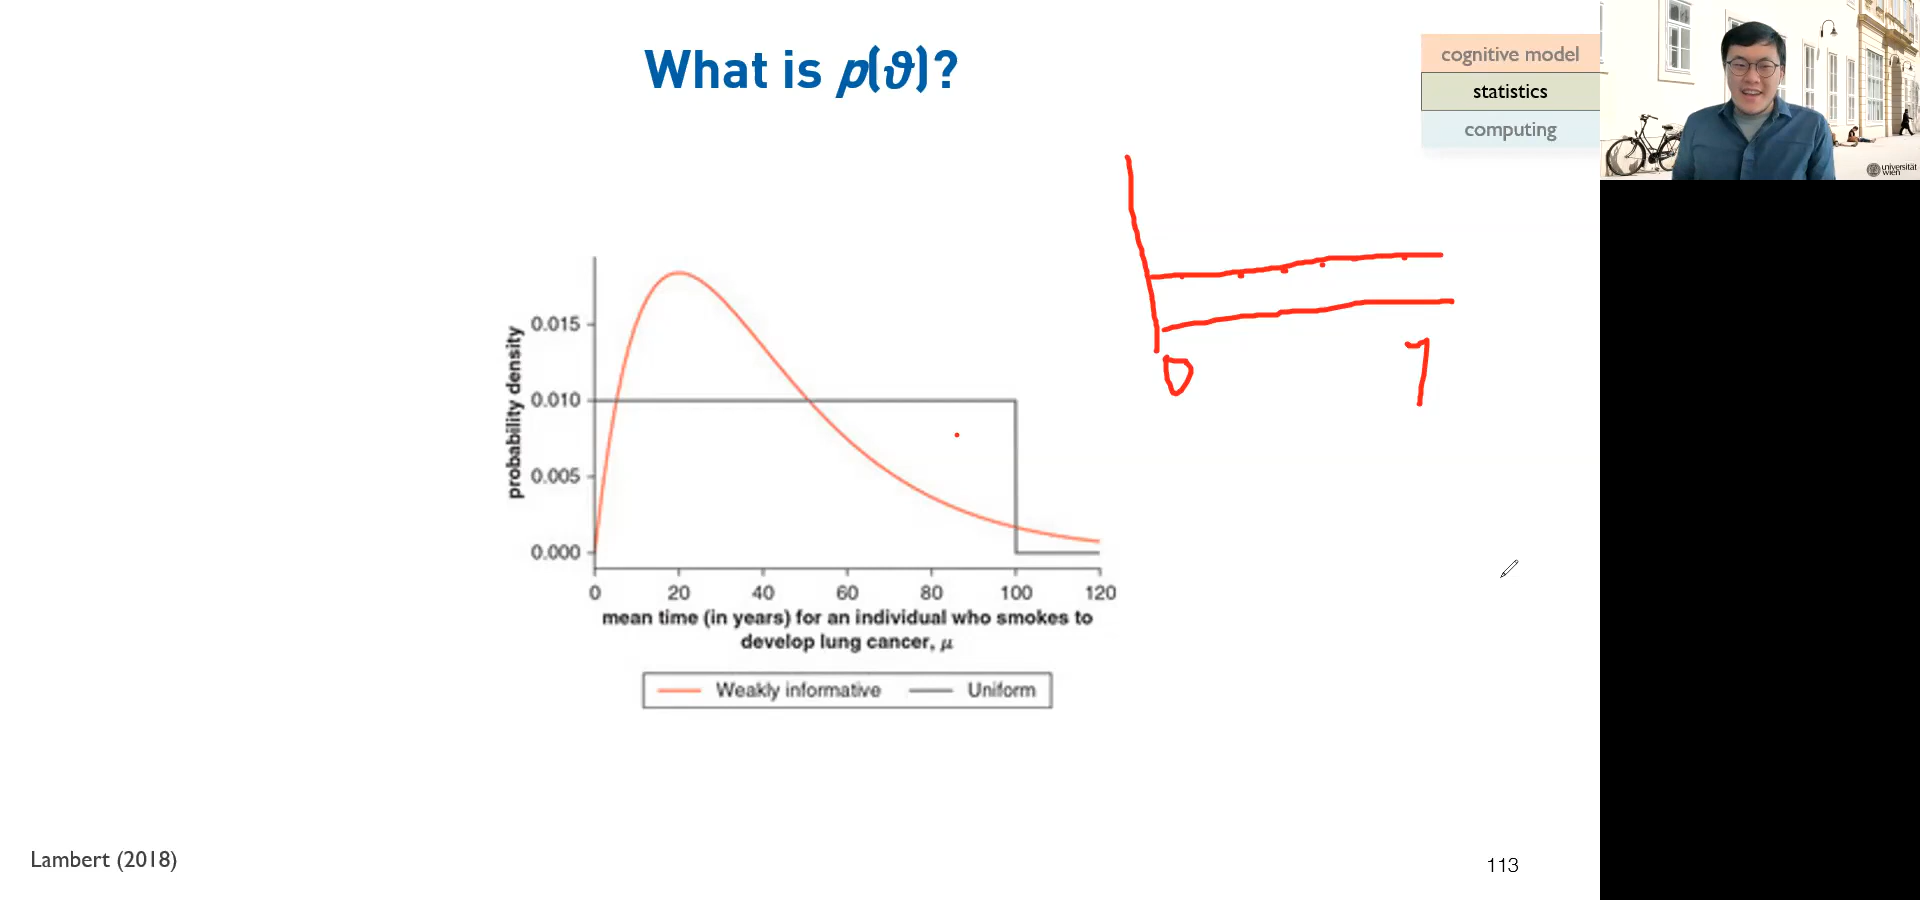 What is p(ϑ)?
cognitive model
statistics
computing
universität
wien
0
1
probability density
0.015
0.010
0.005
0.000
0 20 40 60 80 100 120
mean time (in years) for an individual who smokes to
develop lung cancer, μ
Weakly informative Uniform
Lambert (2018)
113